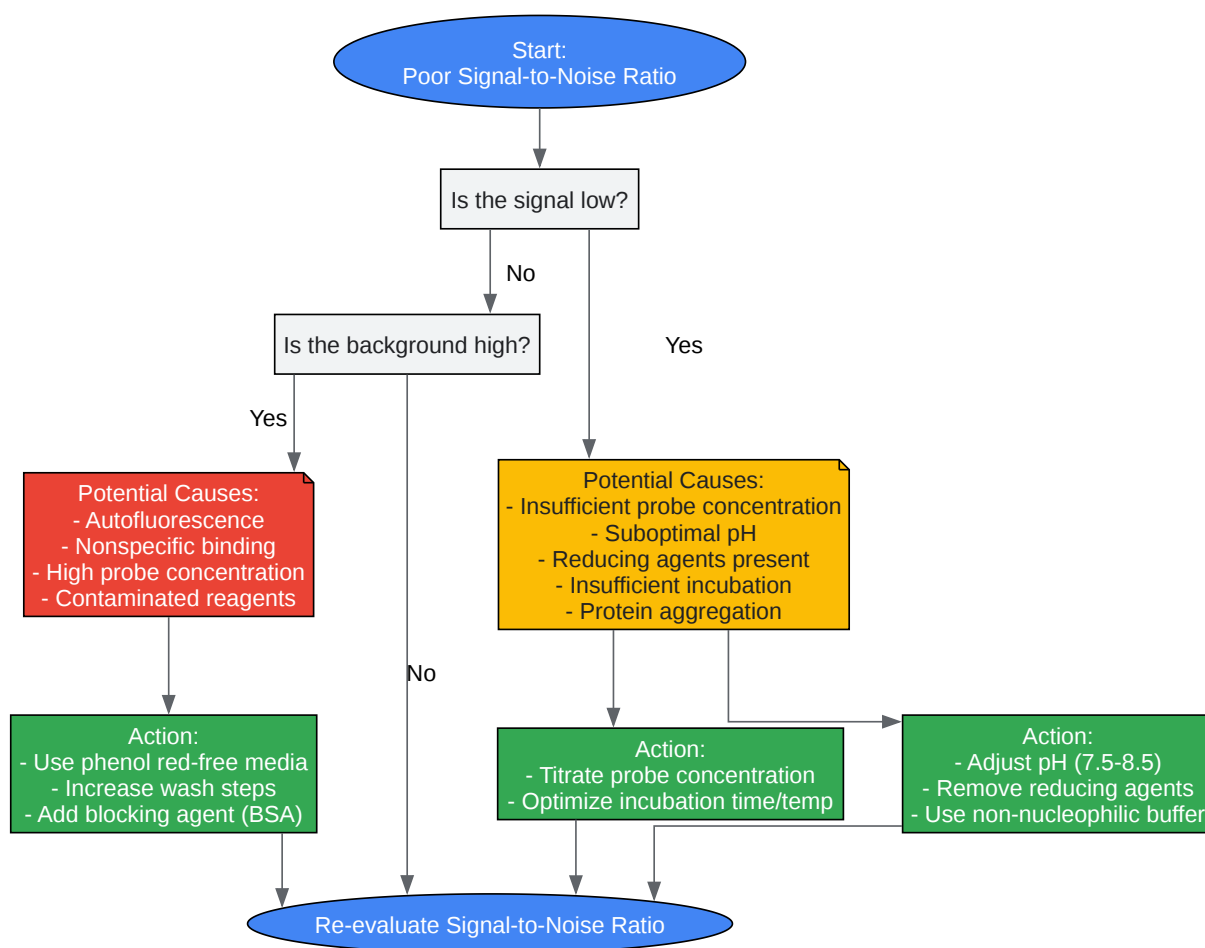 Start:
Poor Signal-to-Noise Ratio
Is the signal low?
No
Is the background high?
Yes
Yes
Potential Causes:
- Autofluorescence
- Nonspecific binding
- High probe concentration
- Contaminated reagents
Potential Causes:
- Insufficient probe concentration
- Suboptimal pH
- Reducing agents present
- Insufficient incubation
- Protein aggregation
No
Action:
- Use phenol red-free media
- Increase wash steps
- Add blocking agent (BSA)
Action:
- Titrate probe concentration
- Optimize incubation time/temp
Action:
- Adjust pH (7.5-8.5)
- Remove reducing agents
- Use non-nucleophilic buffer
Re-evaluate Signal-to-Noise Ratio